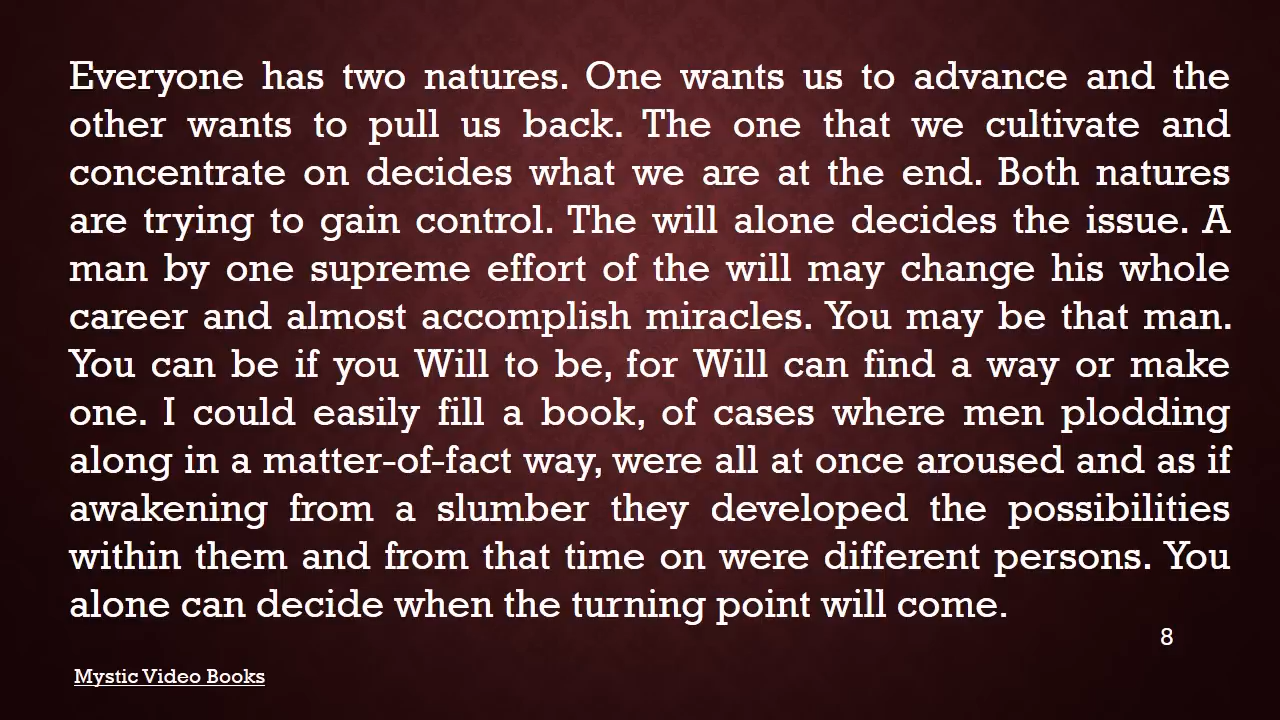 Everyone has two natures. One wants us to advance and the
other wants to pull us back. The one that we cultivate and
concentrate on decides what we are at the end. Both natures
are trying to gain control. The will alone decides the issue. A
man by one supreme effort of the will may change his whole
career and almost accomplish miracles. You may be that man.
You can be if you Will to be, for Will can find a way or make
one. I could easily fill a book, of cases where men plodding
along in a matter-of-fact way, were all at once aroused and as if
awakening from a slumber they developed the possibilities
within them and from that time on were different persons. You
alone can decide when the turning point will come.
8
Mystic Video Books